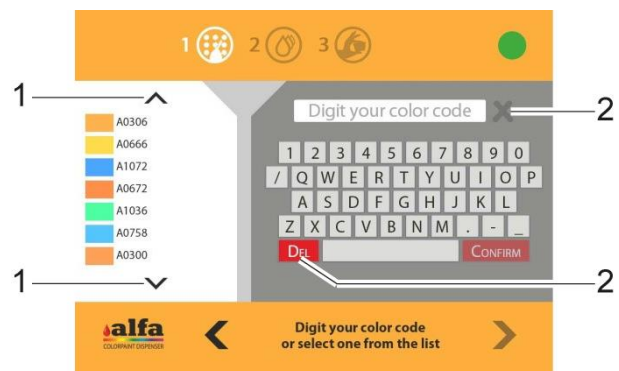 1 2 3
1
Digit your color code
2
A0306
A0666
A1072
A0672
A1036
A0758
A0300
1 2 3 4 5 6 7 8 9 0
/ Q W E R T Y U I O P
A S D F G H J K L
Z X C V B N M . - _
DEL CONFIRM
1
2
alfa
COLORPAINT DISPENSER
Digit your color code
or select one from the list